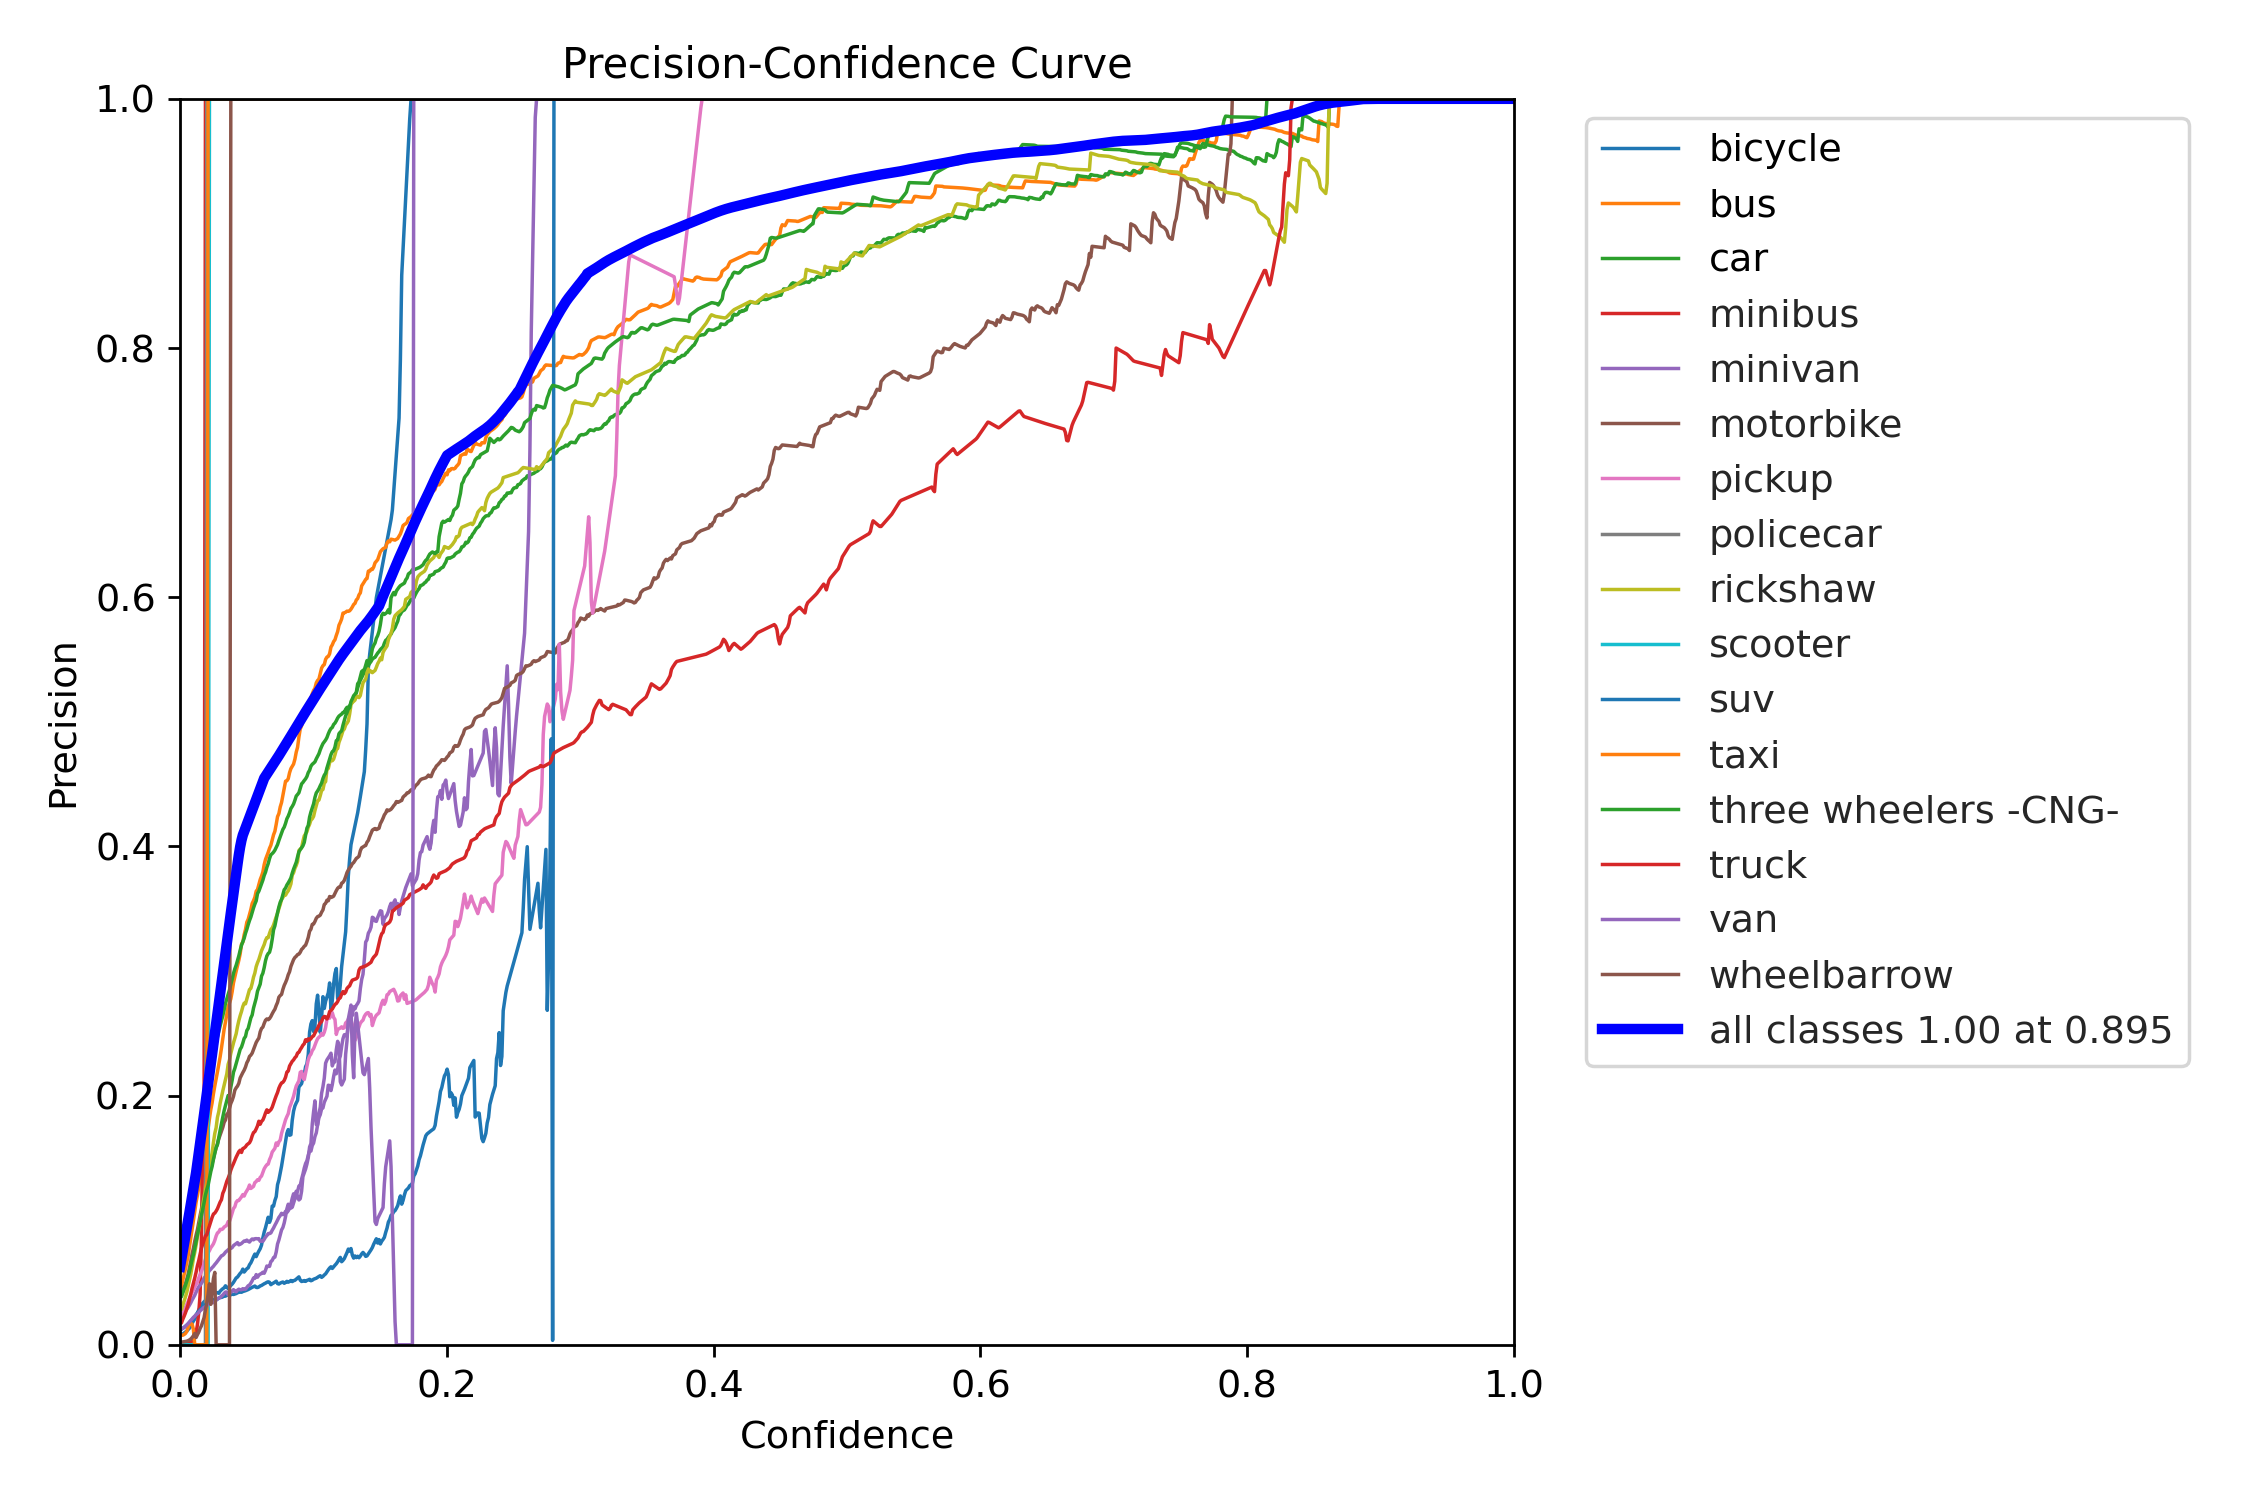 Precision-Confidence Curve
1.0
0.8
0.6
0.4
0.2
0.0
Precision
0.0 0.2 0.4 0.6 0.8 1.0
Confidence
bicycle
bus
car
minibus
minivan
motorbike
pickup
policecar
rickshaw
scooter
suv
taxi
three wheelers -CNG-
truck
van
wheelbarrow
all classes 1.00 at 0.895